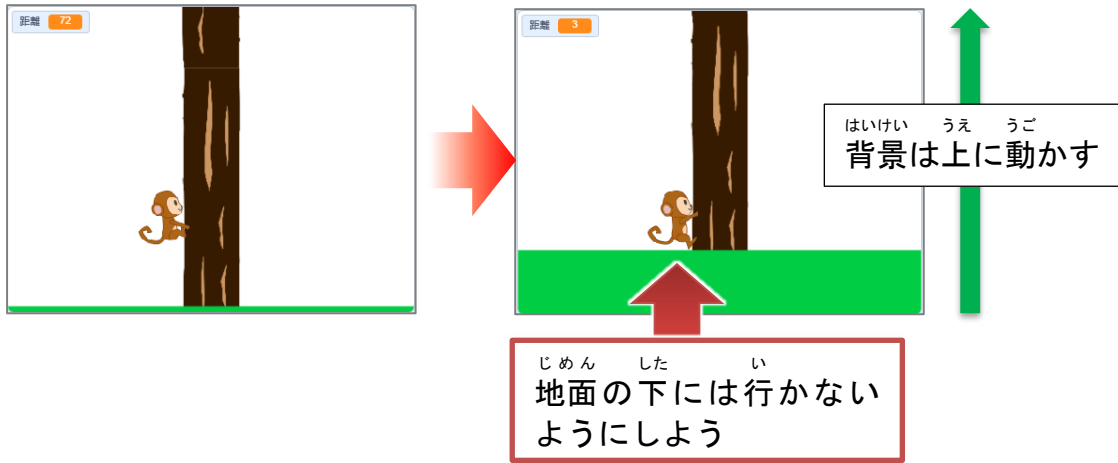 距離 72
距離 3
はいけい うえ うご
背景は上に動かす
じめん した い
地面の下には行かない
ようにしよう